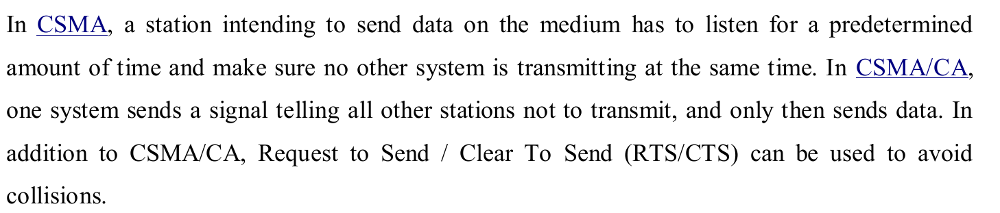 In CSMA, a station intending to send data on the medium has to listen for a predetermined
amount of time and make sure no other system is transmitting at the same time. In CSMA/CA,
one system sends a signal telling all other stations not to transmit, and only then sends data. In
addition to CSMA/CA, Request to Send / Clear To Send (RTS/CTS) can be used to avoid
collisions.